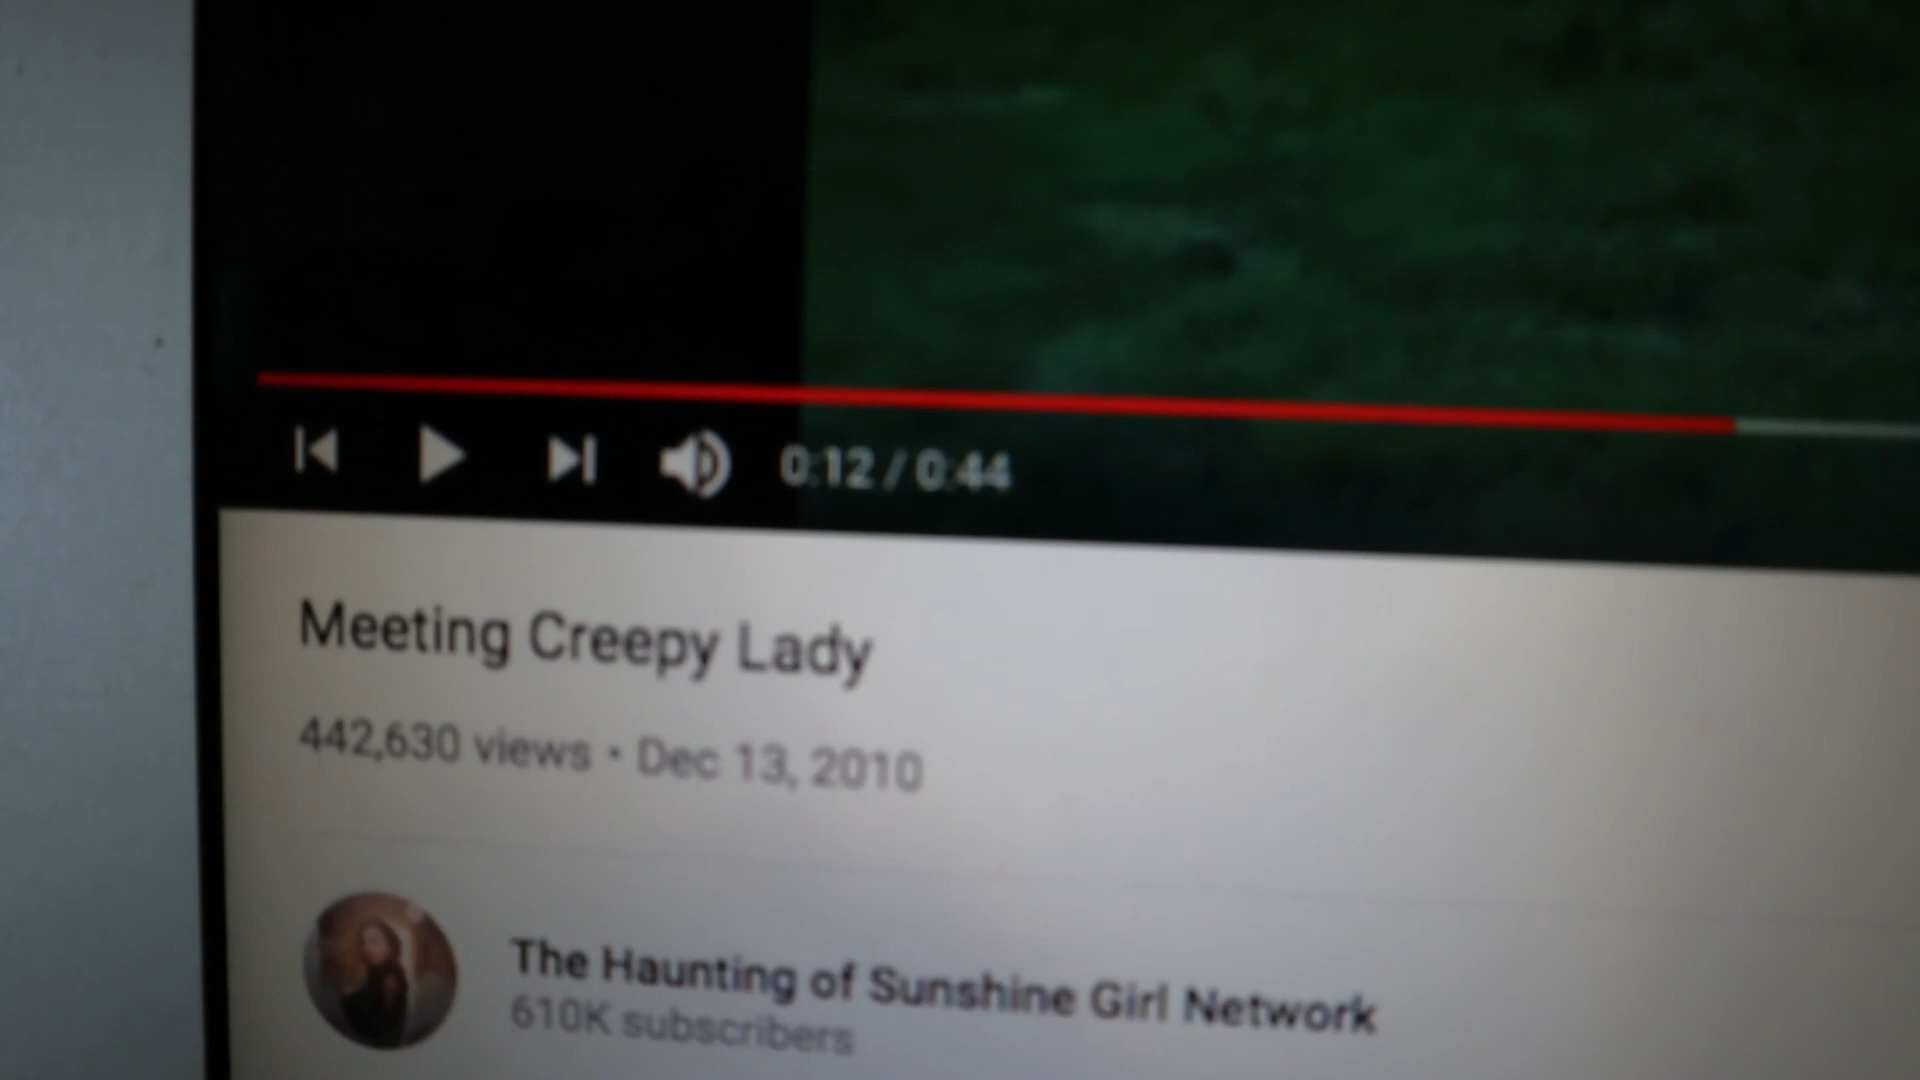 0:12 / 0:44
Meeting Creepy Lady
442,630 views • Dec 13, 2010
The Haunting of Sunshine Girl Network
610K subscribers